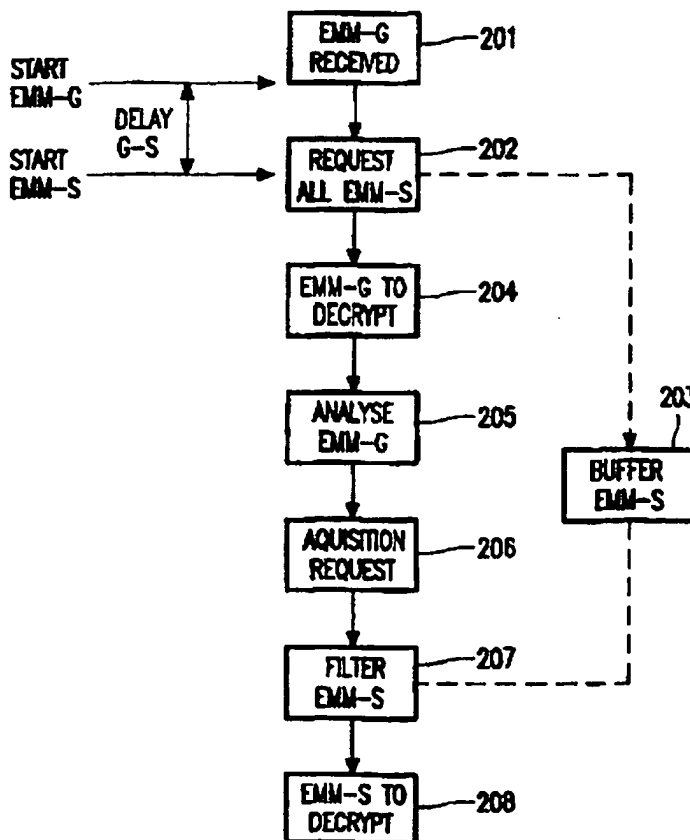 EMM-G
RECEIVED
201
START
EMM-G
DELAY
G-S
START
EMM-S
REQUEST
ALL EMM-S
202
EMM-G TO
DECRYPT
204
ANALYSE
EMM-G
205
203
BUFFER
EMM-S
AQUISITION
REQUEST
206
FILTER
EMM-S
207
EMM-S TO
DECRYPT
208